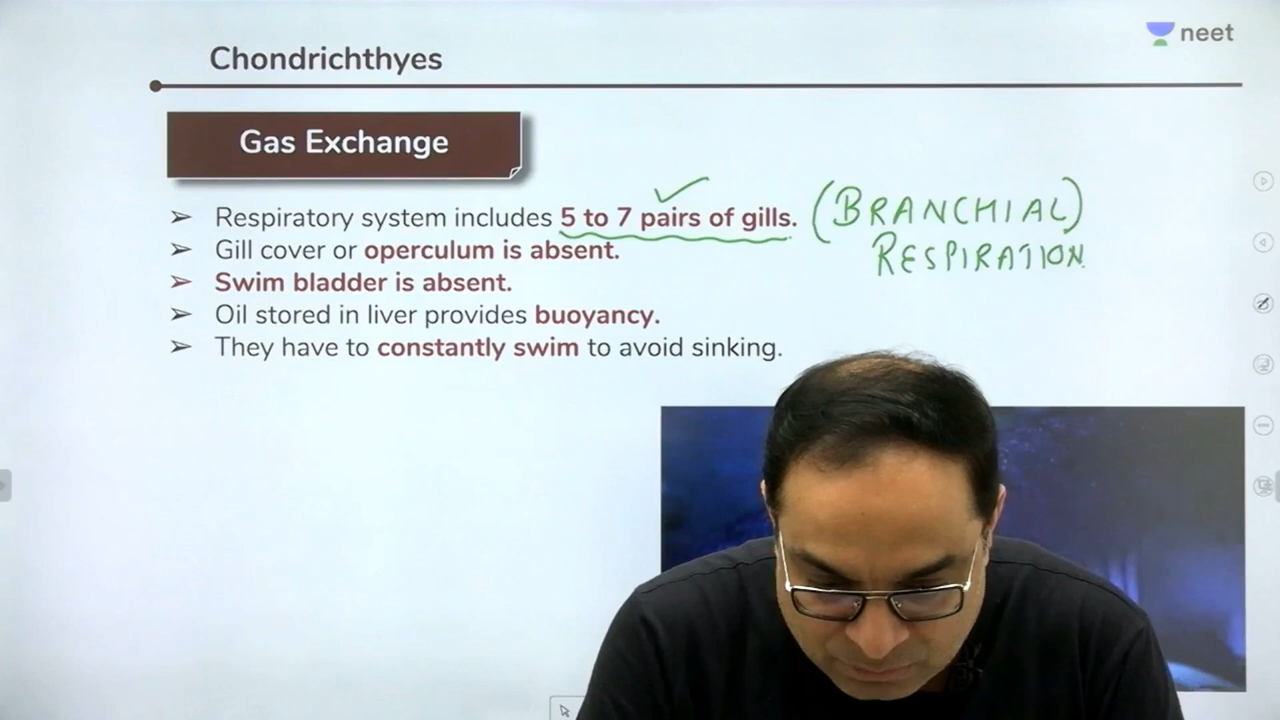 neet
Chondrichthyes
Gas Exchange
➢ Respiratory system includes 5 to 7 pairs of gills. (BRANCHIAL)
RESPIRATION
➢ Gill cover or operculum is absent.
➢ Swim bladder is absent.
➢ Oil stored in liver provides buoyancy.
➢ They have to constantly swim to avoid sinking.